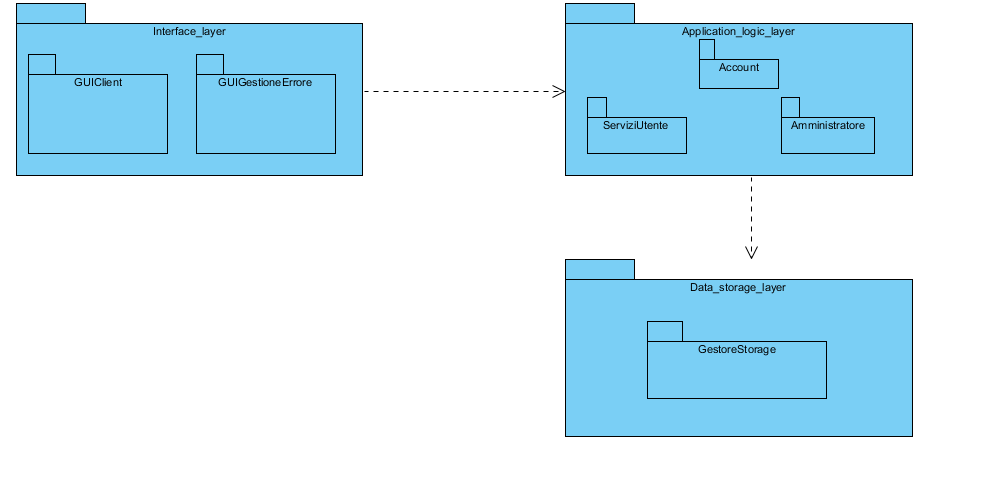 Interface_layer
GUIClient
GUIGestioneErrore
Application_logic_layer
Account
ServiziUtente
Amministratore
Data_storage_layer
GestoreStorage